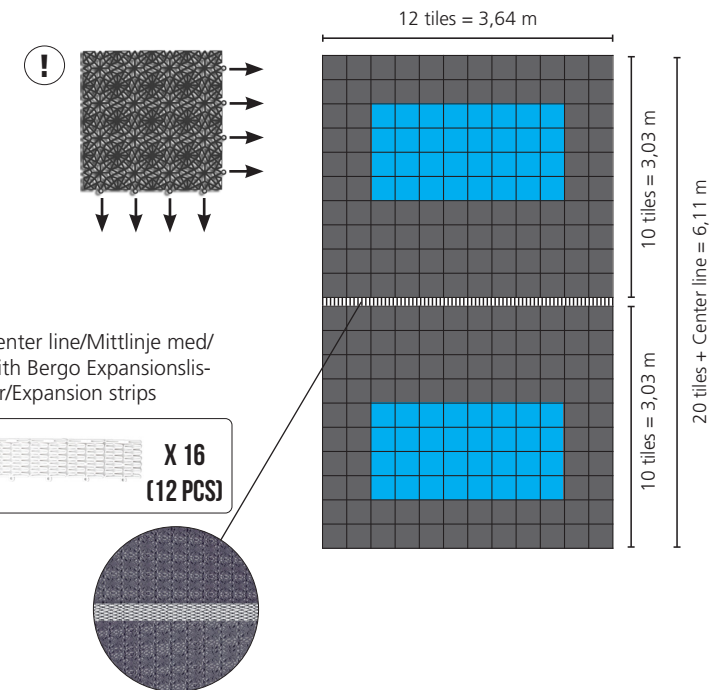 12 tiles = 3,64 m
!
10 tiles = 3,03 m
20 tiles + Center line = 6,11 m
enter line/Mittlinje med/
ith Bergo Expansionslis-
r/Expansion strips
10 tiles = 3,03 m
X 16
(12 PCS)